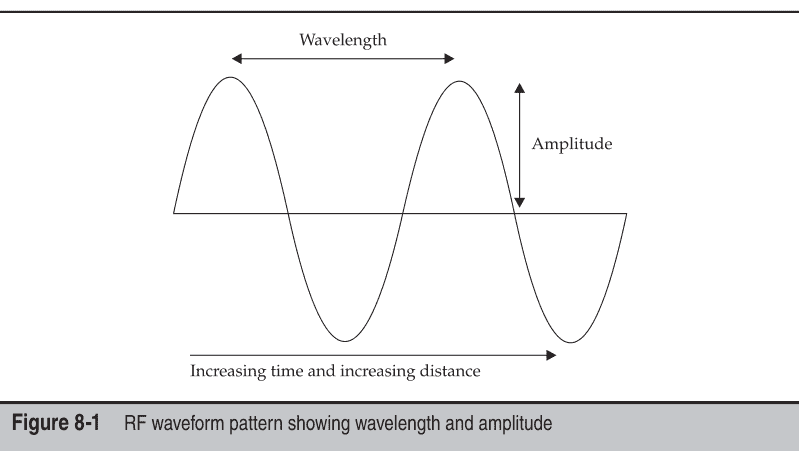 Wavelength
Amplitude
Increasing time and increasing distance
Figure 8-1 RF waveform pattern showing wavelength and amplitude